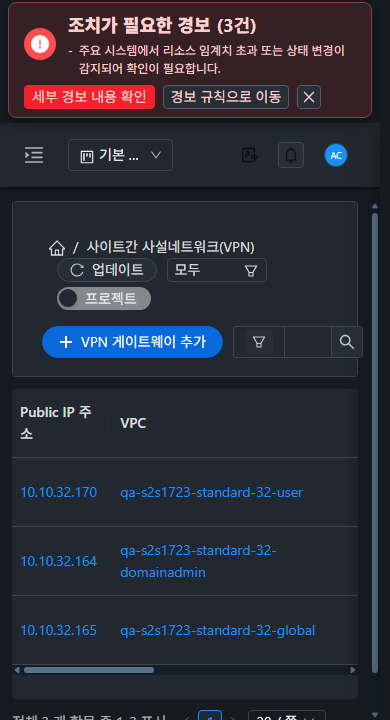 조치가 필요한 경보 (3건)
- 주요 시스템에서 리소스 임계치 초과 또는 상태 변경이
감지되어 확인이 필요합니다.
세부 경보 내용 확인
경보 규칙으로 이동
기본 ...
AC
/ 사이트간 사설네트워크(VPN)
업데이트
모두
프로젝트
VPN 게이트웨이 추가
Public IP 주
소
VPC
10.10.32.170
qa-s2s1723-standard-32-user
10.10.32.164
qa-s2s1723-standard-32-
domainadmin
10.10.32.165
qa-s2s1723-standard-32-global